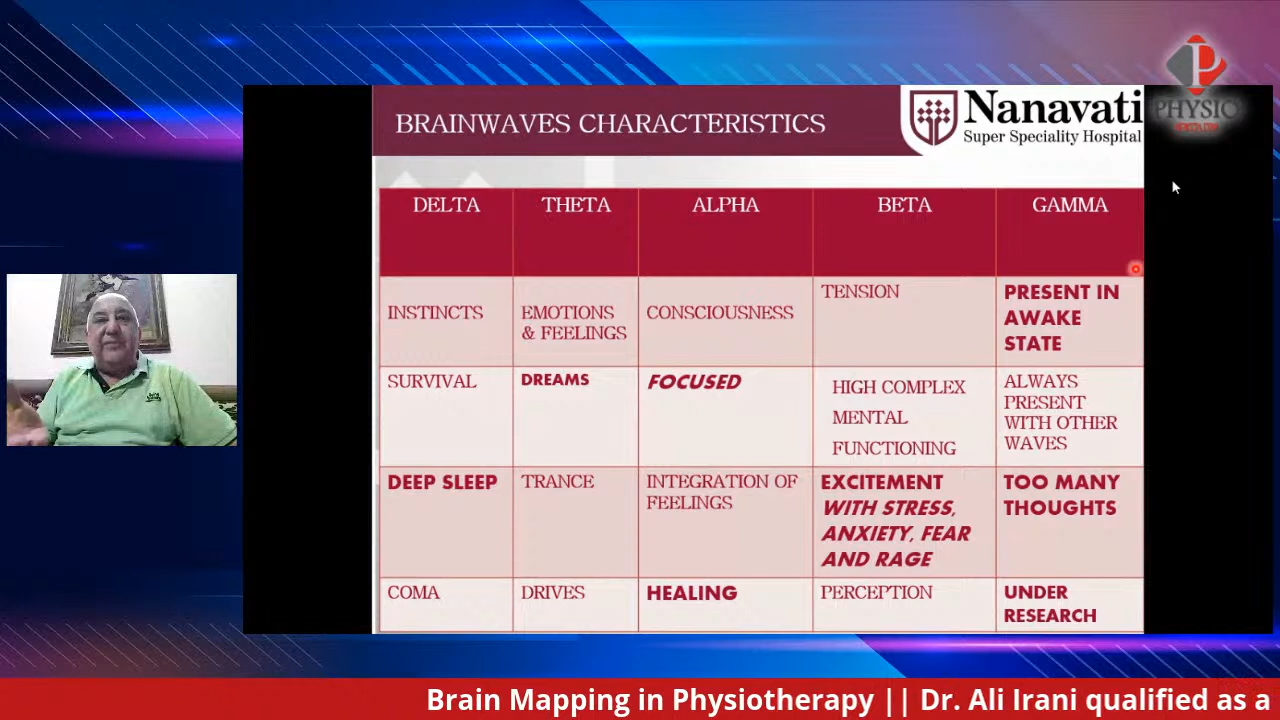 PHYSIO
Nanavati
Super Speciality Hospital
BRAINWAVES CHARACTERISTICS
DELTA
THETA
ALPHA
BETA
GAMMA
INSTINCTS
EMOTIONS
& FEELINGS
CONSCIOUSNESS
TENSION
PRESENT IN
AWAKE
STATE
SURVIVAL
DREAMS
FOCUSED
HIGH COMPLEX
MENTAL
FUNCTIONING
ALWAYS
PRESENT
WITH OTHER
WAVES
DEEP SLEEP
TRANCE
INTEGRATION OF
FEELINGS
EXCITEMENT
WITH STRESS,
ANXIETY, FEAR
AND RAGE
TOO MANY
THOUGHTS
COMA
DRIVES
HEALING
PERCEPTION
UNDER
RESEARCH
Brain Mapping in Physiotherapy || Dr. Ali Irani qualified as a